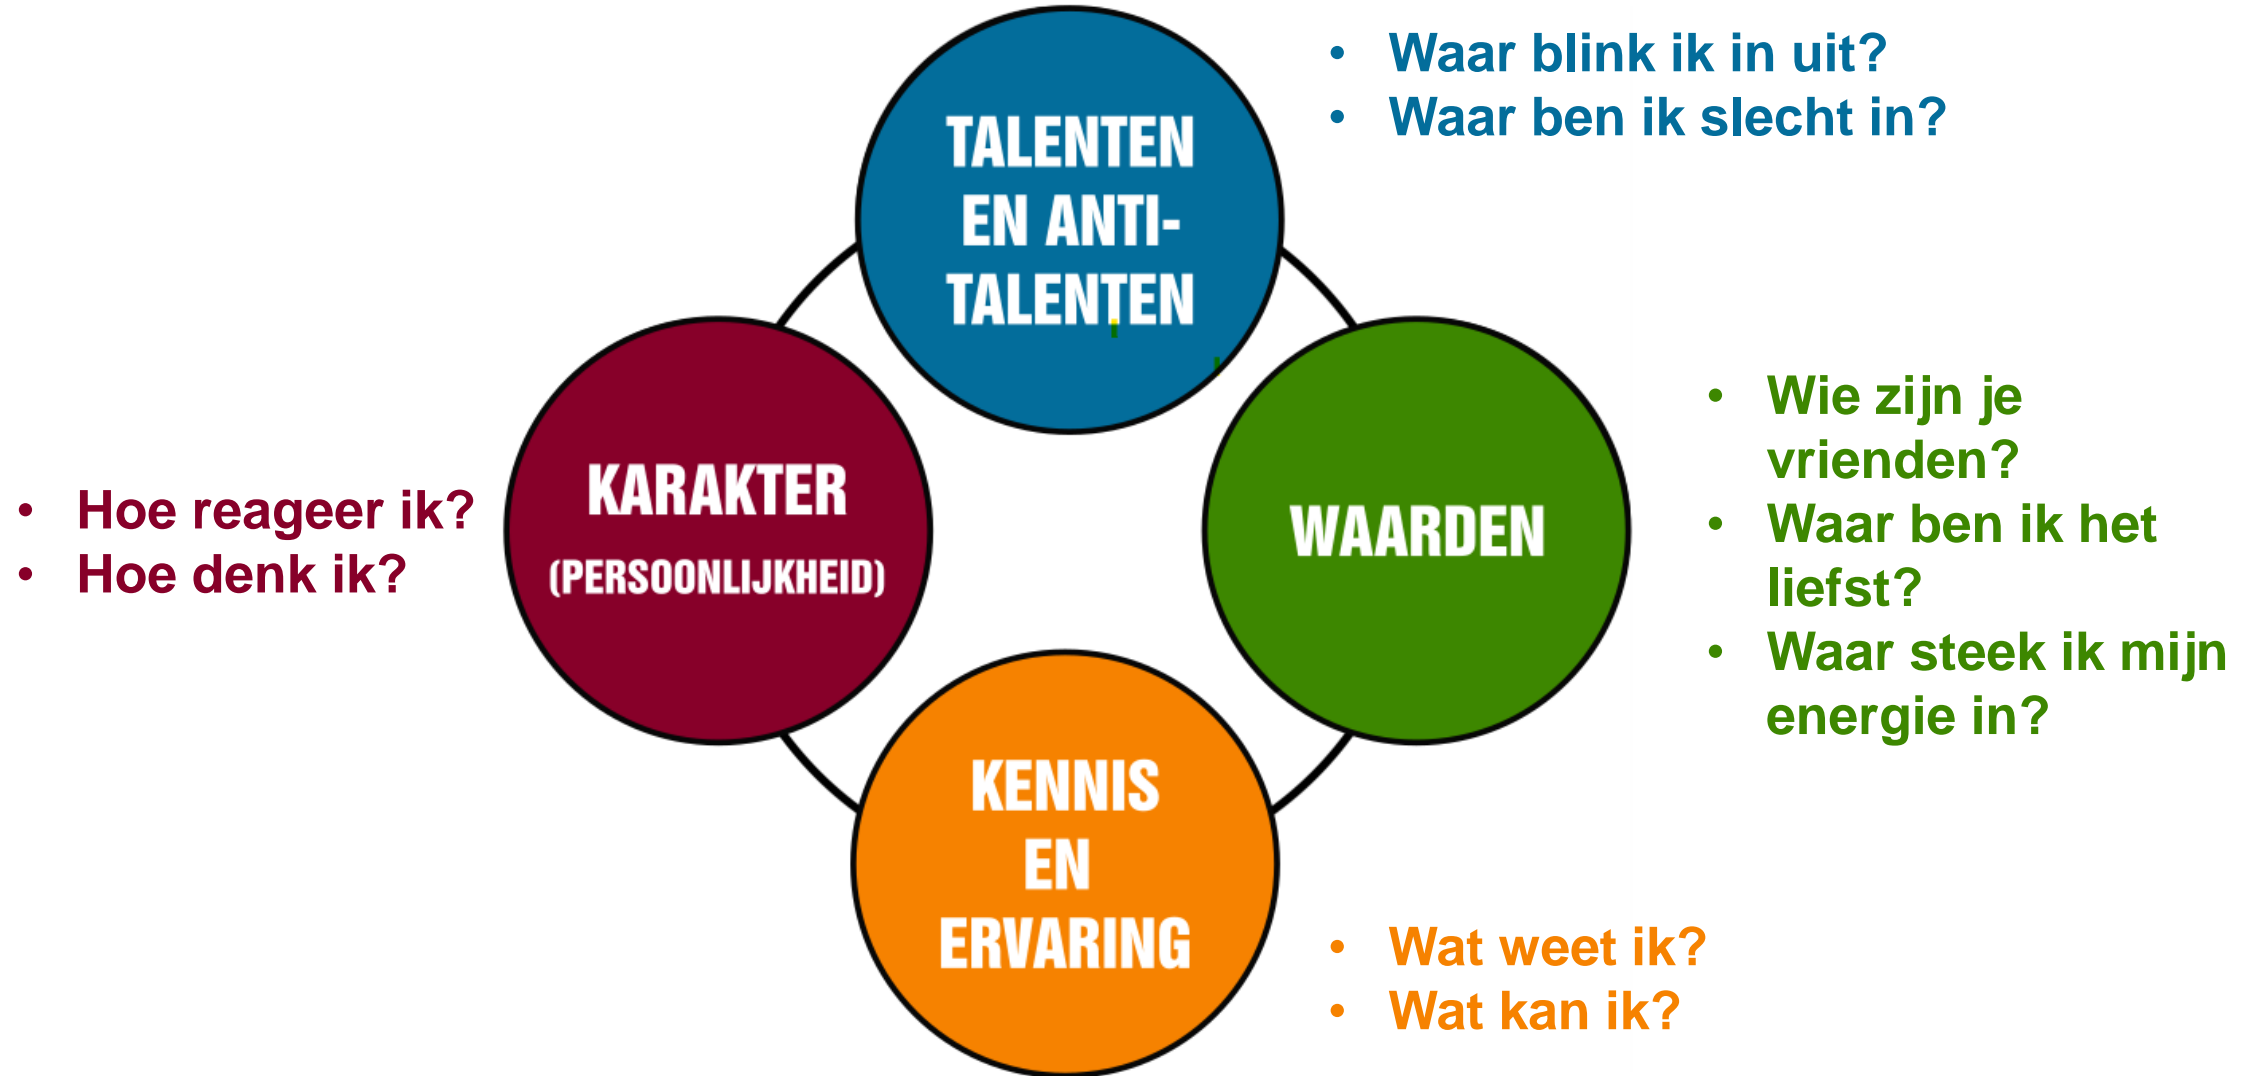 TALENTEN
EN ANTI-
TALENTEN
• Waar blink ik in uit?
• Waar ben ik slecht in?
KARAKTER
(PERSOONLIJKHEID)
• Hoe reageer ik?
• Hoe denk ik?
WAARDEN
• Wie zijn je
vrienden?
• Waar ben ik het
liefst?
• Waar steek ik mijn
energie in?
KENNIS
EN
ERVARING
• Wat weet ik?
• Wat kan ik?